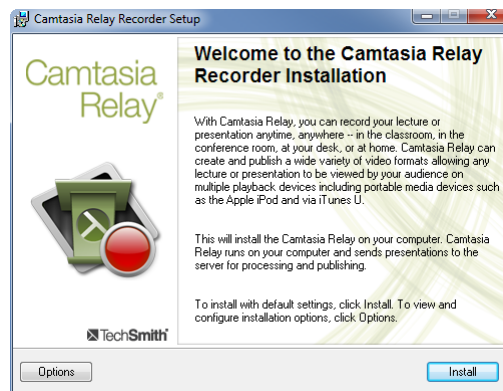 Camtasia Relay Recorder Setup
Camtasia
Relay®
Welcome to the Camtasia Relay
Recorder Installation
With Camtasia Relay, you can record your lecture or
presentation anytime, anywhere -- in the classroom, in the
conference room, at your desk, or at home. Camtasia Relay can
create and publish a wide variety of video formats allowing any
lecture or presentation to be viewed by your audience on
multiple playback devices including portable media devices such
as the Apple iPod and via iTunes U.
This will install the Camtasia Relay on your computer. Camtasia
Relay runs on your computer and sends presentations to the
server for processing and publishing.
To install with default settings, click Install. To view and
configure installation options, click Options.
TechSmith®
Options
Install